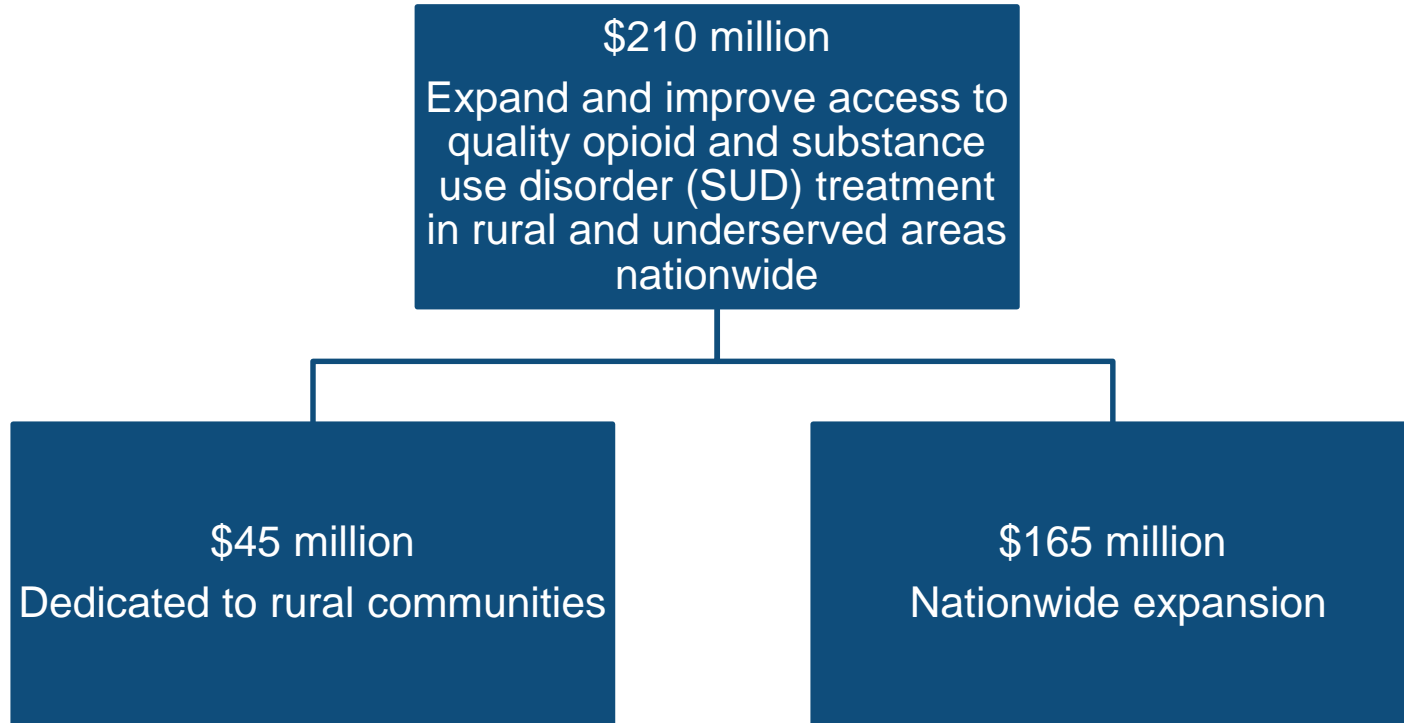 $210 million
Expand and improve access to
quality opioid and substance
use disorder (SUD) treatment
in rural and underserved areas
nationwide
$45 million
Dedicated to rural communities
$165 million
Nationwide expansion